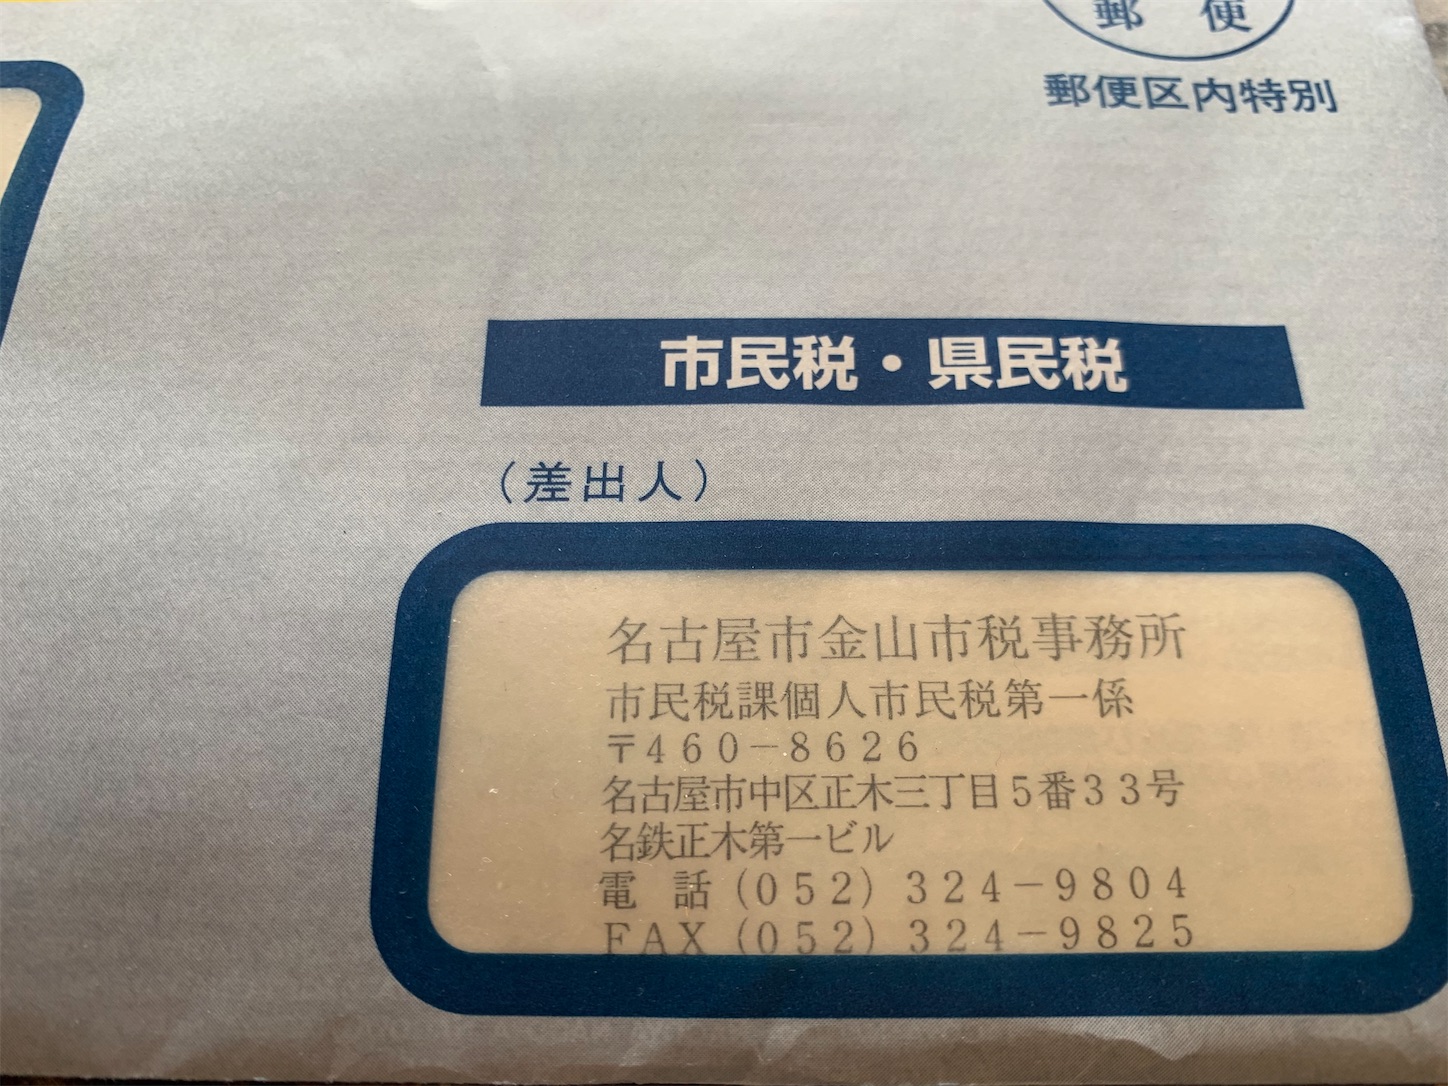 郵便
郵便区内特別
市民税・県民税
(差出人)
名古屋市金山市税事務所
市民税課個人市民税第一係
〒460-8626
名古屋市中区正木三丁目5番33号
名鉄正木第一ビル
電　話(052)324-9804
FAX(052)324-9825